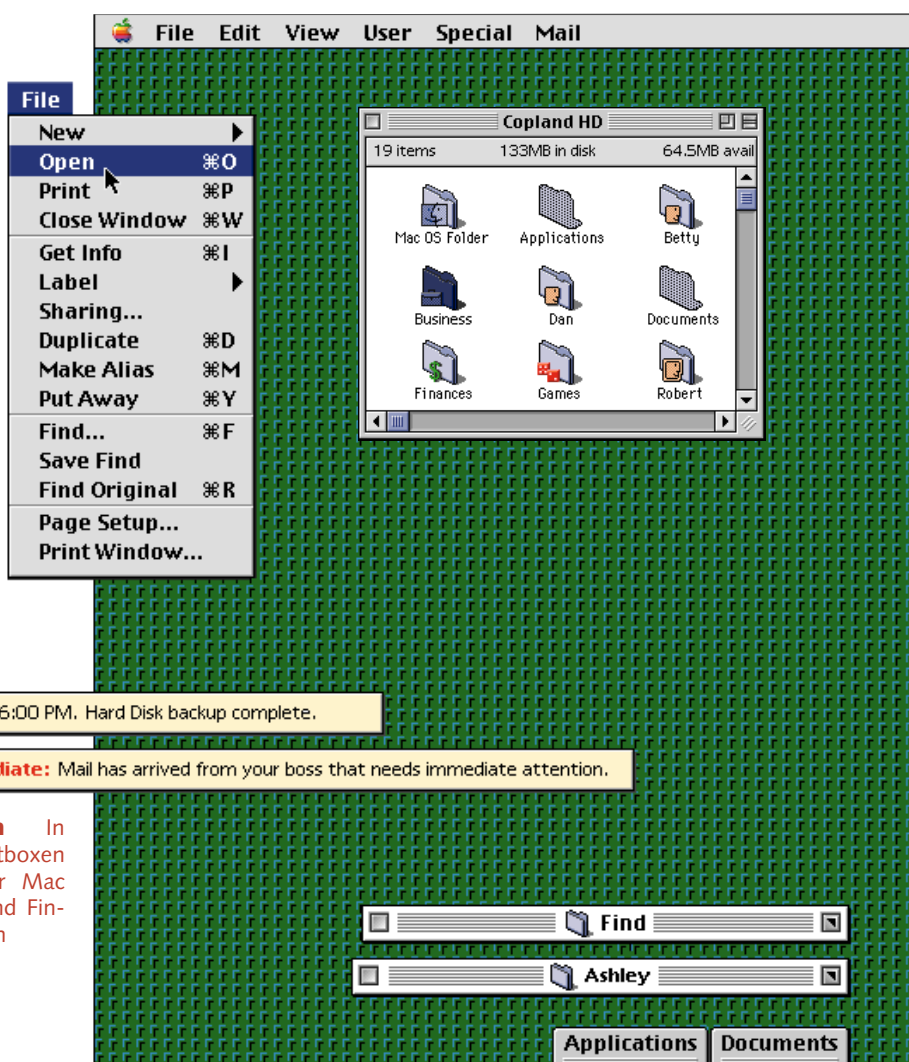 File Edit View User Special Mail
File
New
Open ⌘O
Print ⌘P
Close Window ⌘W
Get Info ⌘I
Label
Sharing...
Duplicate ⌘D
Make Alias ⌘M
Put Away ⌘Y
Find... ⌘F
Save Find
Find Original ⌘R
Page Setup...
Print Window...
Copland HD
19 items 133MB in disk 64.5MB avail
Mac OS Folder Applications Betty
Business Dan Documents
Finances Games Robert
6:00 PM. Hard Disk backup complete.
diate: Mail has arrived from your boss that needs immediate attention.
In
tboxen
r Mac
nd Fin-
n
Find
Ashley
Applications Documents